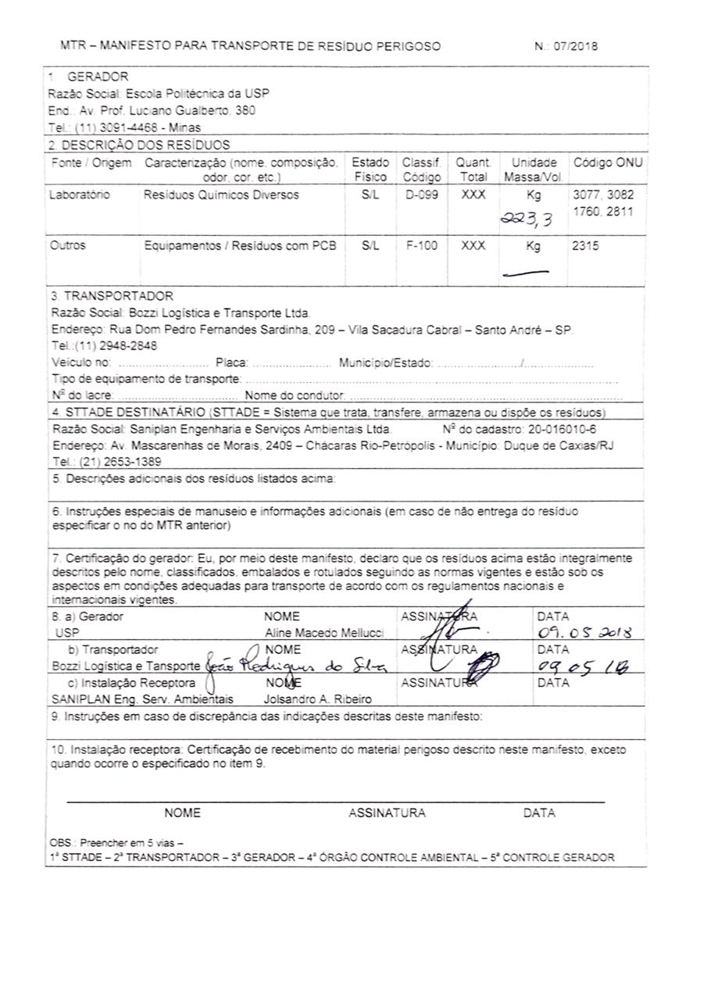 MTR – MANIFESTO PARA TRANSPORTE DE RESÍDUO PERIGOSO N.: 07/2018
1. GERADOR
Razão Social: Escola Politécnica da USP
End.: Av. Prof. Luciano Gualberto, 380
Tel.: (11) 3091-4468 - Minas
2. DESCRIÇÃO DOS RESÍDUOS
Fonte / Origem Caracterização (nome, composição, Estado Classif. Quant. Unidade Código ONU
odor, cor, etc.) Físico Código Total Massa/Vol.
Laboratório Resíduos Químicos Diversos S/L D-099 XXX Kg 3077, 3082
223,3 1760, 2811
Outros Equipamentos / Resíduos com PCB S/L F-100 XXX Kg 2315
3. TRANSPORTADOR
Razão Social: Bozzi Logística e Transporte Ltda.
Endereço: Rua Dom Pedro Fernandes Sardinha, 209 – Vila Sacadura Cabral – Santo André – SP.
Tel.:(11) 2948-2848
Veículo no: ........................ Placa: ...................... Município/Estado: ......................./...................
Tipo de equipamento de transporte: ....................................................................................................
Nº do lacre: ................................ Nome do condutor: ..........................................................................
4. STTADE DESTINATÁRIO (STTADE = Sistema que trata, transfere, armazena ou dispõe os resíduos)
Razão Social: Saniplan Engenharia e Serviços Ambientais Ltda. Nº do cadastro: 20-016010-6
Endereço: Av. Mascarenhas de Morais, 2409 – Chácaras Rio-Petrópolis - Município: Duque de Caxias/RJ
Tel.: (21) 2653-1389
5. Descrições adicionais dos resíduos listados acima:
6. Instruções especiais de manuseio e informações adicionais (em caso de não entrega do resíduo
especificar o no do MTR anterior)
7. Certificação do gerador: Eu, por meio deste manifesto, declaro que os resíduos acima estão integralmente
descritos pelo nome, classificados, embalados e rotulados seguindo as normas vigentes e estão sob os
aspectos em condições adequadas para transporte de acordo com os regulamentos nacionais e
internacionais vigentes.
8. a) Gerador NOME ASSINATURA DATA
USP Aline Macedo Mellucci 09.05 2018
b) Transportador NOME ASSINATURA DATA
Bozzi Logística e Tansporte João Rodrigues da Silva 09 05 18
c) Instalação Receptora NOME ASSINATURA DATA
SANIPLAN Eng. Serv. Ambientais Jolsandro A. Ribeiro
9. Instruções em caso de discrepância das indicações descritas deste manifesto:
10. Instalação receptora: Certificação de recebimento do material perigoso descrito neste manifesto, exceto
quando ocorre o especificado no item 9.
NOME ASSINATURA DATA
OBS.: Preencher em 5 vias –
1ª STTADE – 2ª TRANSPORTADOR – 3ª GERADOR – 4ª ÓRGÃO CONTROLE AMBIENTAL – 5ª CONTROLE GERADOR